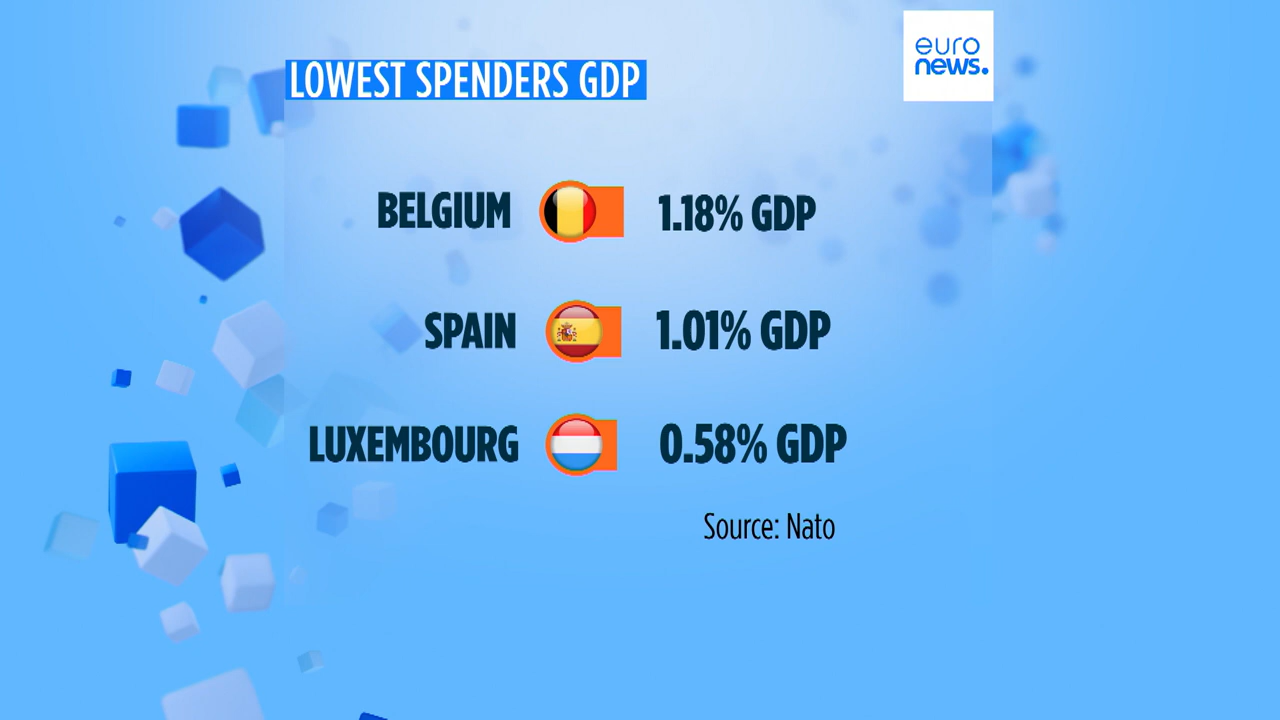 euro
news.
LOWEST SPENDERS GDP
BELGIUM 1.18% GDP
SPAIN 1.01% GDP
LUXEMBOURG 0.58% GDP
Source: Nato